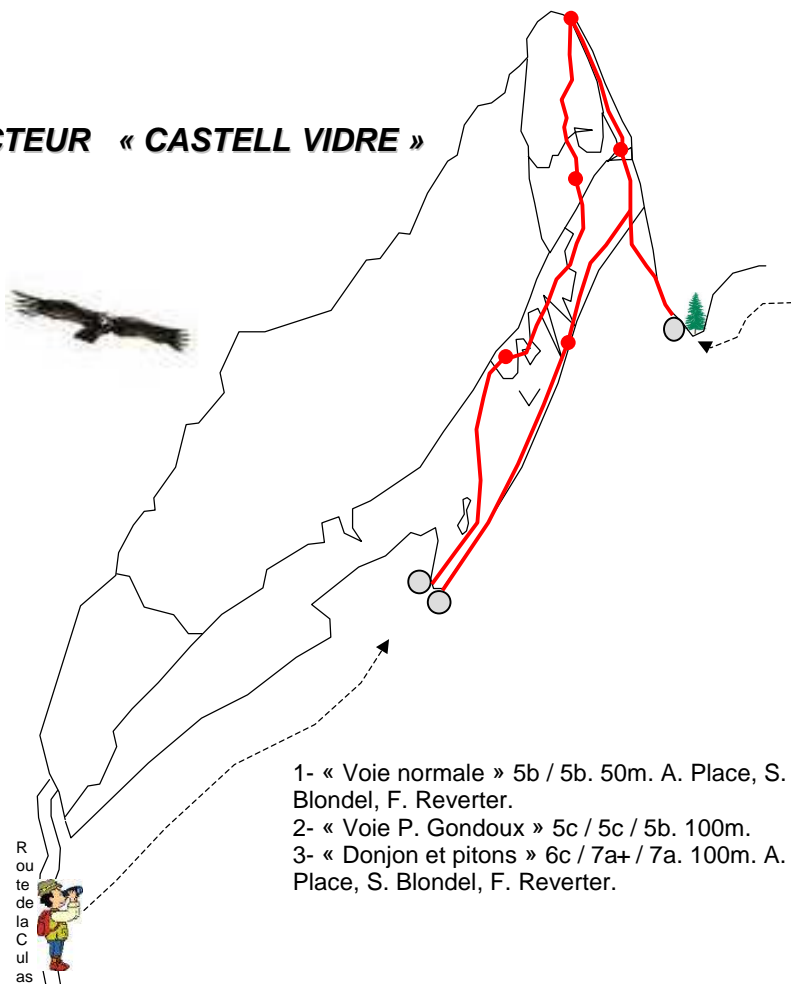 CTEUR « CASTELL VIDRE »
1- « Voie normale » 5b / 5b. 50m. A. Place, S.
Blondel, F. Reverter.
2- « Voie P. Gondoux » 5c / 5c / 5b. 100m.
3- « Donjon et pitons » 6c / 7a+ / 7a. 100m. A.
Place, S. Blondel, F. Reverter.
R
ou
te
de
la
C
ul
as